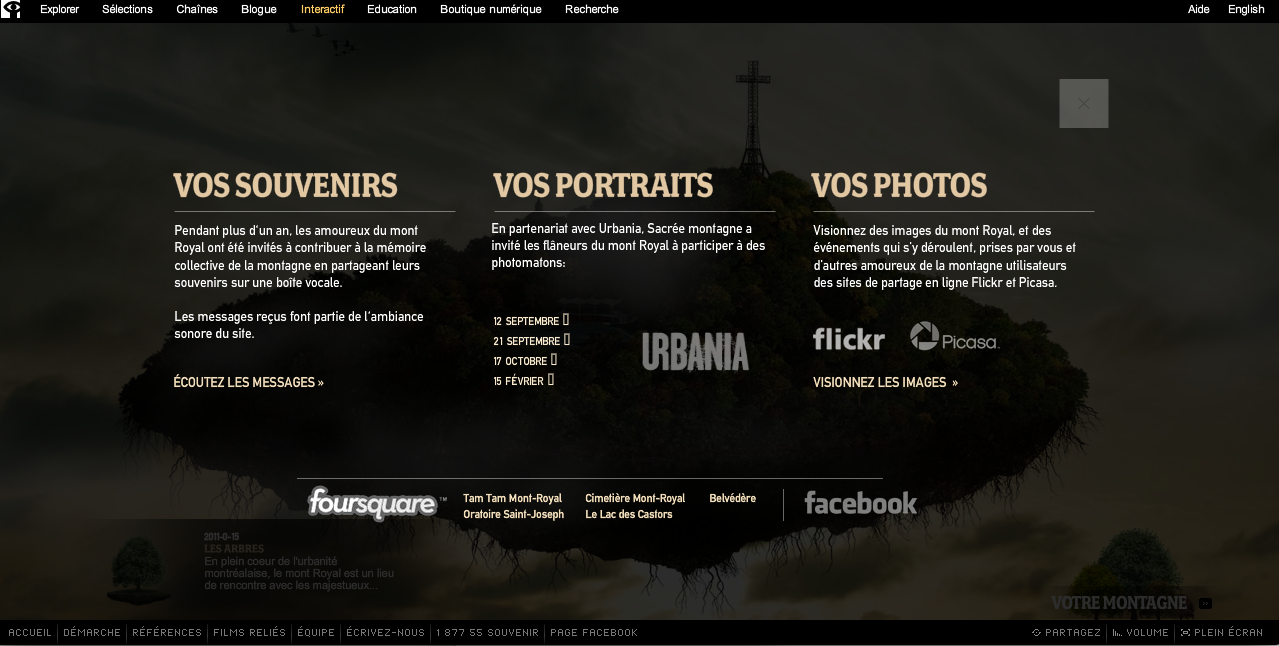 Explorer Sélections Chaînes Blogue Interactif Education Boutique numérique Recherche Aide English
VOS SOUVENIRS
Pendant plus d'un an, les amoureux du mont
Royal ont été invités à contribuer à la mémoire
collective de la montagne en partageant leurs
souvenirs sur une boîte vocale.
Les messages reçus font partie de l'ambiance
sonore du site.
ÉCOUTEZ LES MESSAGES »
VOS PORTRAITS
En partenariat avec Urbania, Sacrée montagne a
invité les flâneurs du mont Royal à participer à des
photomatons:
12 SEPTEMBRE
21 SEPTEMBRE
17 OCTOBRE
15 FÉVRIER
URBANIA
VOS PHOTOS
Visionnez des images du mont Royal, et des
événements qui s'y déroulent, prises par vous et
d'autres amoureux de la montagne utilisateurs
des sites de partage en ligne Flickr et Picasa.
flickr Picasa
VISIONNEZ LES IMAGES »
foursquare™
Tam Tam Mont-Royal Cimetière Mont-Royal Belvédère
Oratoire Saint-Joseph Le Lac des Castors
facebook
2011-0-15
LES ARBRES
En plein coeur de l'urbanité
montréalaise, le mont Royal est un lieu
de rencontre avec les majestueux...
VOTRE MONTAGNE »
ACCUEIL DÉMARCHE RÉFÉRENCES FILMS RELIÉS ÉQUIPE ÉCRIVEZ-NOUS 1 877 55 SOUVENIR PAGE FACEBOOK PARTAGEZ VOLUME PLEIN ÉCRAN